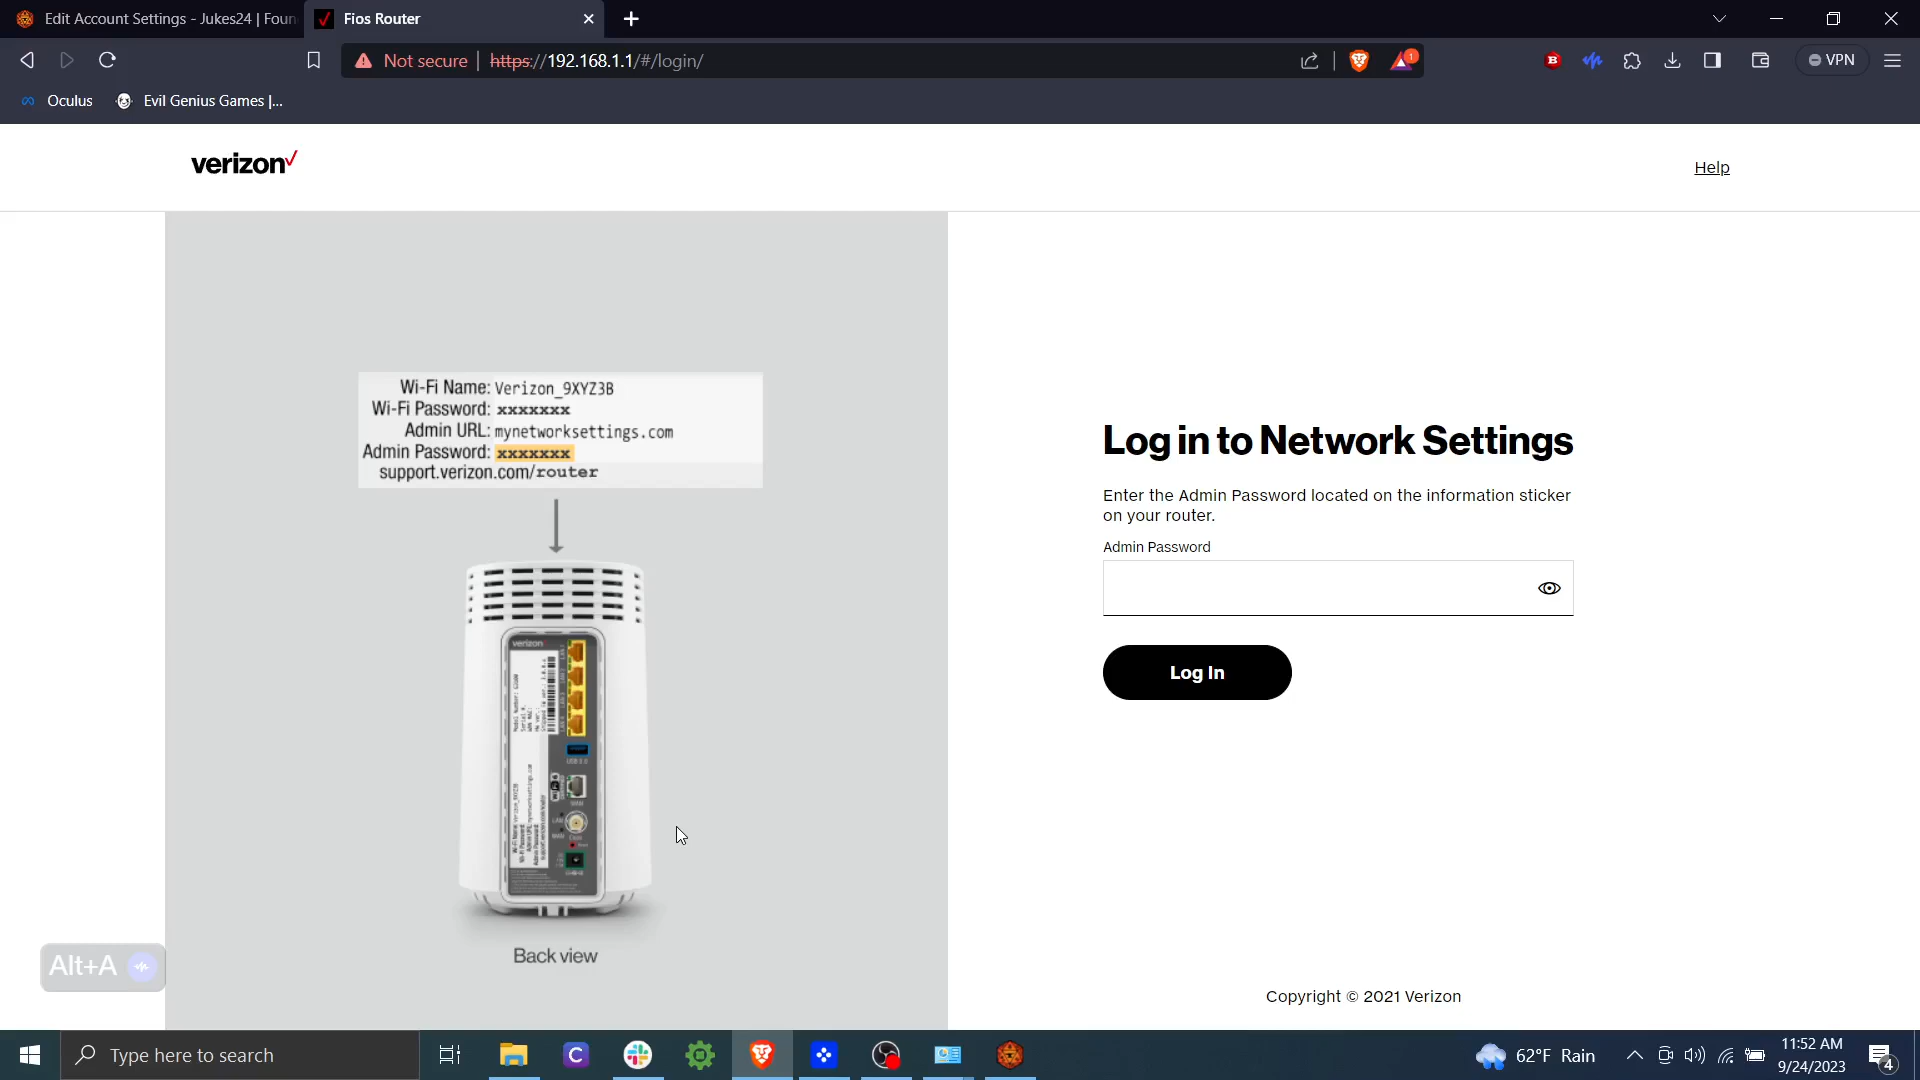 Edit Account Settings - Jukes24 | Foun
Fios Router
Not secure
https://192.168.1.1/#/login/
1
VPN
Oculus
Evil Genius Games |...
verizon
Help
Wi-Fi Name: Verizon_9XYZ3B
Wi-Fi Password: xxxxxxx
Admin URL: mynetworksettings.com
Admin Password: xxxxxxx
support.verizon.com/router
verizon
Back view
Log in to Network Settings
Enter the Admin Password located on the information sticker
on your router.
Admin Password
Log In
Copyright © 2021 Verizon
Alt+A
Type here to search
62°F Rain
11:52 AM
9/24/2023
4